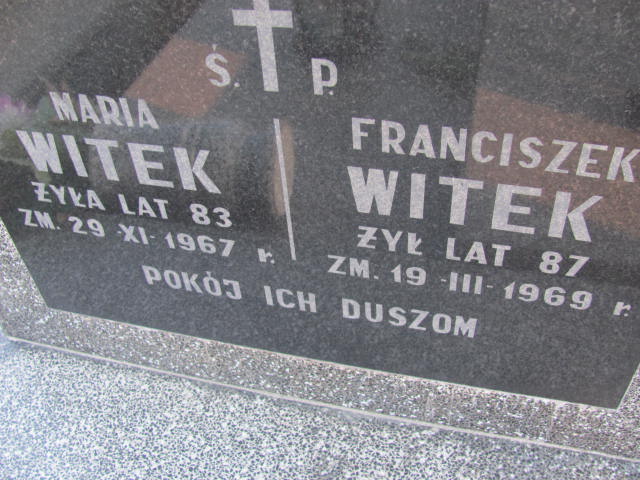 Ś. P.
MARIA
WITEK
ŻYŁA LAT 83
ZM. 29 · XI · 1967 r.
FRANCISZEK
WITEK
ŻYŁ LAT 87
ZM. 19 · III · 1969 r.
POKÓJ ICH DUSZOM